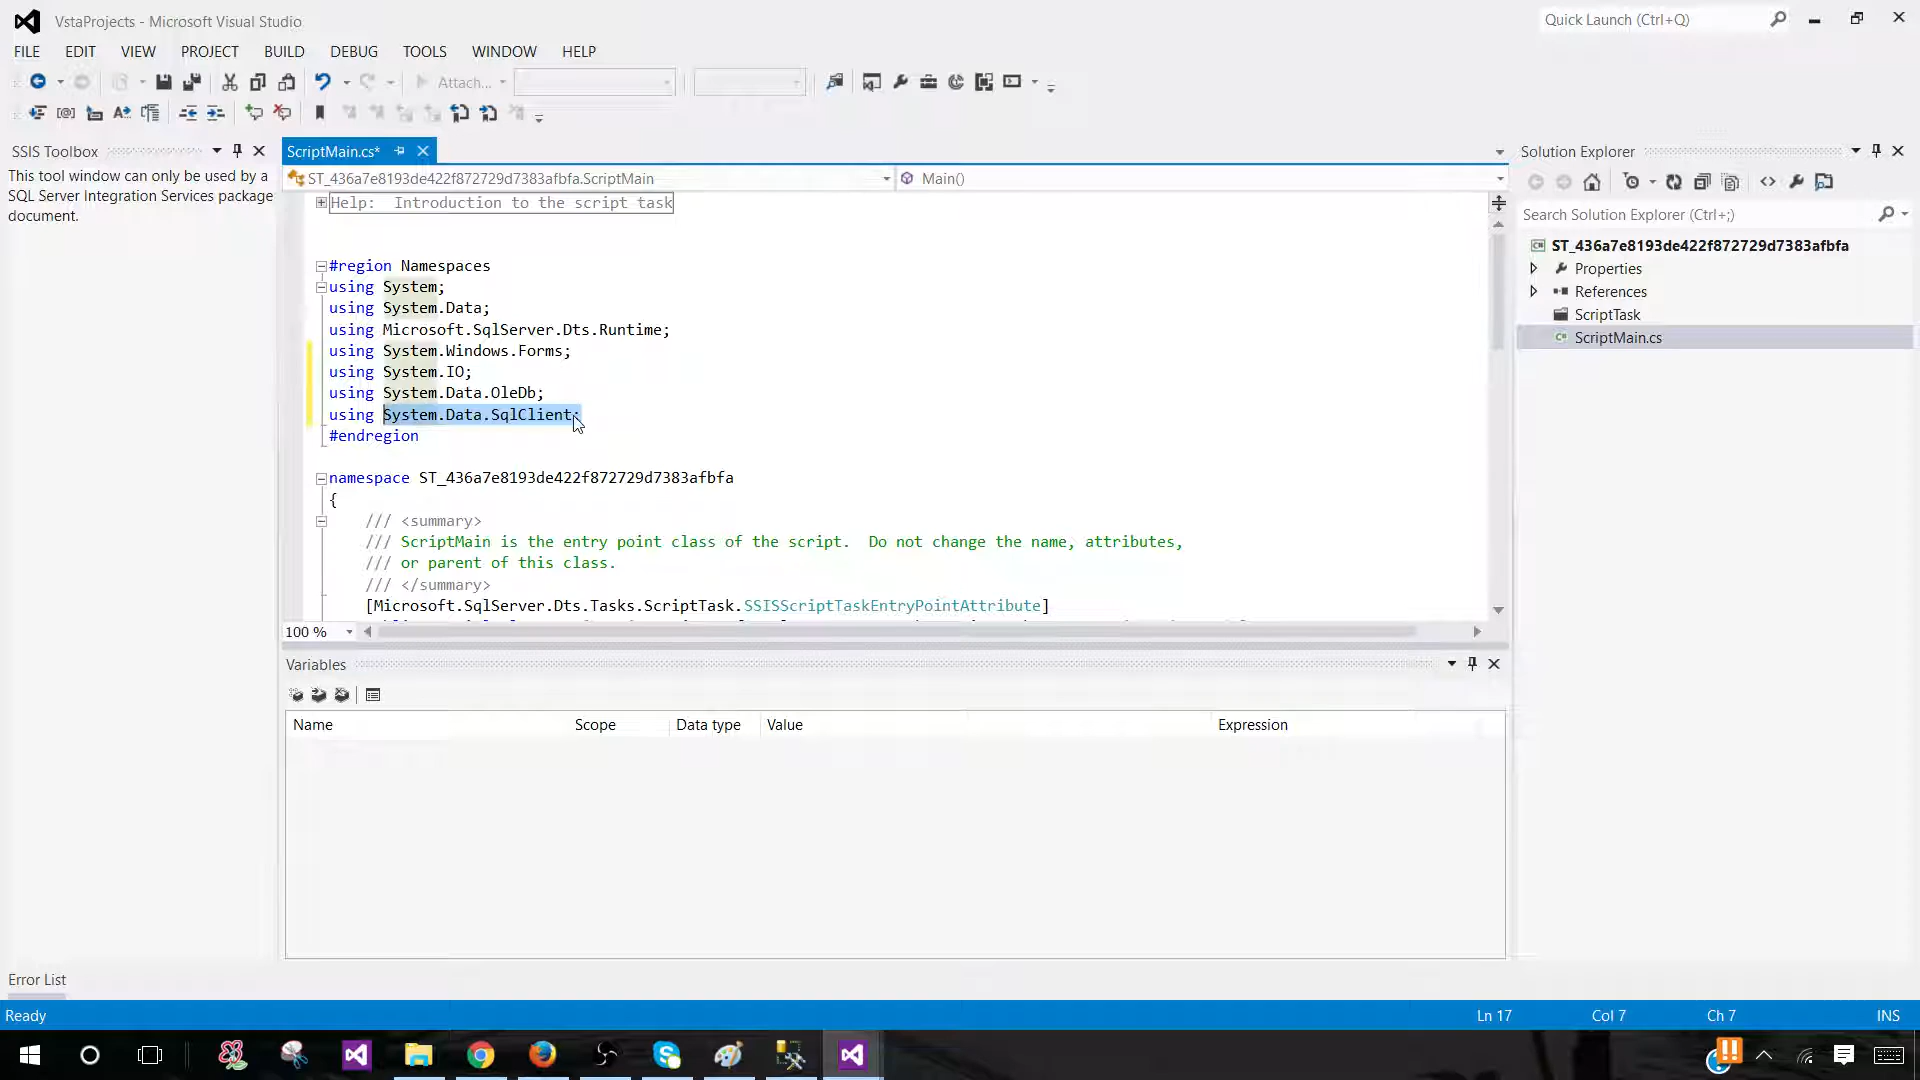 VstaProjects - Microsoft Visual Studio
Quick Launch (Ctrl+Q)
FILE EDIT VIEW PROJECT BUILD DEBUG TOOLS WINDOW HELP
Attach...
SSIS Toolbox
This tool window can only be used by a
SQL Server Integration Services package
document.
ScriptMain.cs*
ST_436a7e8193de422f872729d7383afbfa.ScriptMain
Main()
Help:  Introduction to the script task
#region Namespaces
using System;
using System.Data;
using Microsoft.SqlServer.Dts.Runtime;
using System.Windows.Forms;
using System.IO;
using System.Data.OleDb;
using System.Data.SqlClient;
#endregion
namespace ST_436a7e8193de422f872729d7383afbfa
{
/// <summary>
/// ScriptMain is the entry point class of the script.  Do not change the name, attributes,
/// or parent of this class.
/// </summary>
[Microsoft.SqlServer.Dts.Tasks.ScriptTask.SSISScriptTaskEntryPointAttribute]
100 %
Solution Explorer
Search Solution Explorer (Ctrl+;)
ST_436a7e8193de422f872729d7383afbfa
Properties
References
ScriptTask
ScriptMain.cs
Variables
Name Scope Data type Value Expression
Error List
Ready
Ln 17 Col 7 Ch 7 INS